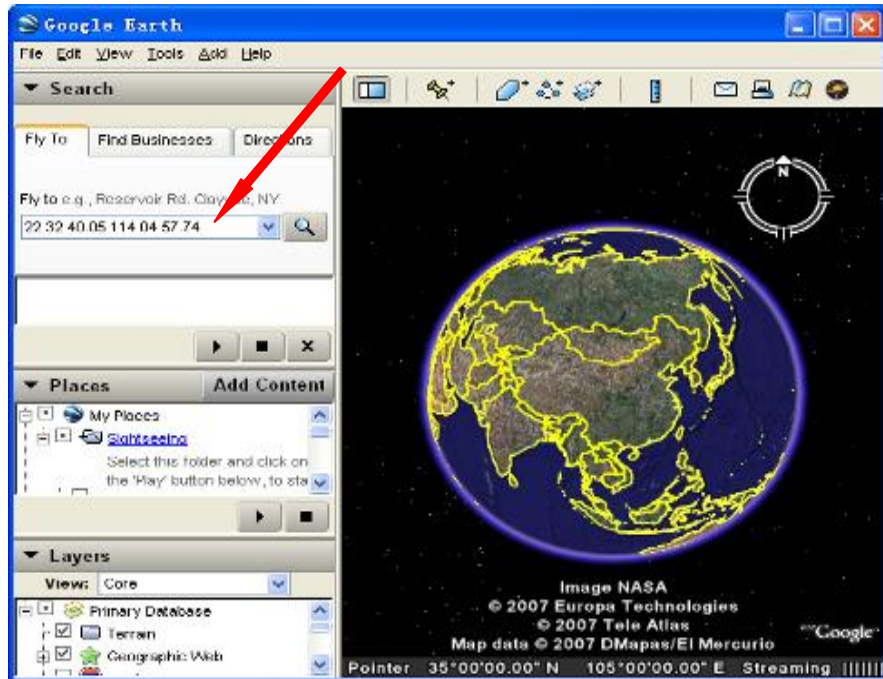 Google Earth
File Edit View Tools Add Help
Search
Fly To Find Businesses Directions
Fly to e.g., Reservoir Rd. NY
22 32 40.05 114 04 57.74
Places Add Content
My Places
Sightseeing
Select this folder and click on
the 'Play' button below, to sta
Layers
View: Core
Primary Database
Terrain
Geographic Web
N
Image NASA
© 2007 Europa Technologies
© 2007 Tele Atlas
Map data © 2007 DMapas/El Mercurio
Google
Pointer 35°00'00.00" N 105°00'00.00" E Streaming